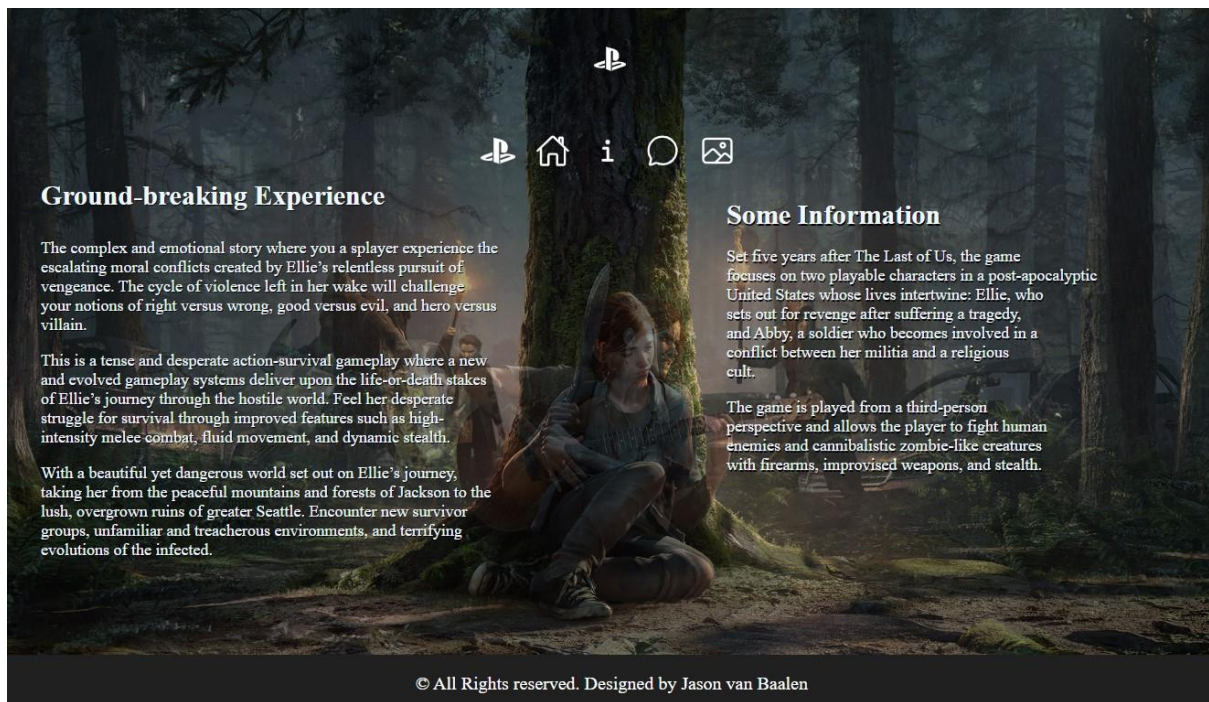 Ground-breaking Experience
The complex and emotional story where you a splayer experience the
escalating moral conflicts created by Ellie’s relentless pursuit of
vengeance. The cycle of violence left in her wake will challenge
your notions of right versus wrong, good versus evil, and hero versus
villain.
This is a tense and desperate action-survival gameplay where a new
and evolved gameplay systems deliver upon the life-or-death stakes
of Ellie’s journey through the hostile world. Feel her desperate
struggle for survival through improved features such as high-
intensity melee combat, fluid movement, and dynamic stealth.
With a beautiful yet dangerous world set out on Ellie’s journey,
taking her from the peaceful mountains and forests of Jackson to the
lush, overgrown ruins of greater Seattle. Encounter new survivor
groups, unfamiliar and treacherous environments, and terrifying
evolutions of the infected.
Some Information
Set five years after The Last of Us, the game
focuses on two playable characters in a post-apocalyptic
United States whose lives intertwine: Ellie, who
sets out for revenge after suffering a tragedy,
and Abby, a soldier who becomes involved in a
conflict between her militia and a religious
cult.
The game is played from a third-person
perspective and allows the player to fight human
enemies and cannibalistic zombie-like creatures
with firearms, improvised weapons, and stealth.
© All Rights reserved. Designed by Jason van Baalen